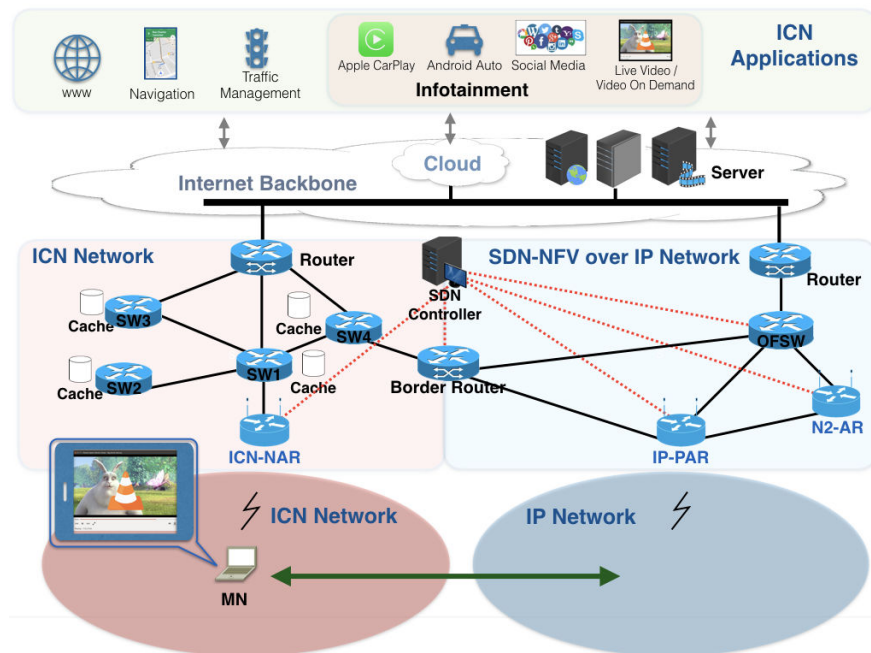 ICN
Applications
www
Navigation
Traffic
Management
Apple CarPlay
Android Auto
Social Media
Live Video /
Video On Demand
Infotainment
Cloud
Internet Backbone
Server
ICN Network
Router
SDN
Controller
SDN-NFV over IP Network
Router
Cache
SW3
Cache
SW4
OFSW
Cache
SW2
SW1
Cache
Border Router
ICN-NAR
IP-PAR
N2-AR
ICN Network
IP Network
MN